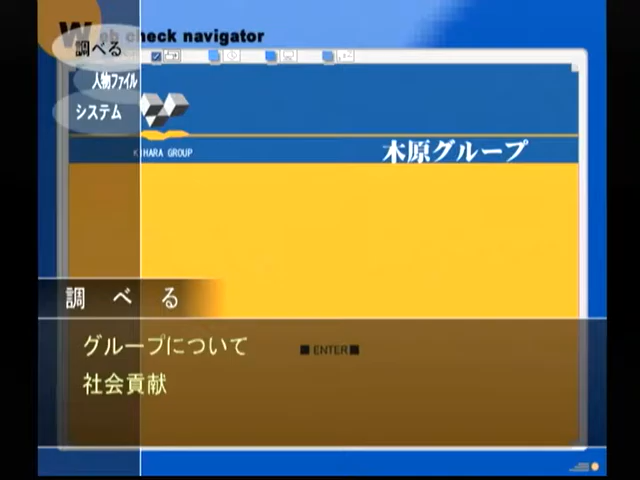 Web check navigator
調べる
人物ファイル
システム
KIHARA GROUP
木原グループ
調べる
グループについて
■ ENTER ■
社会貢献